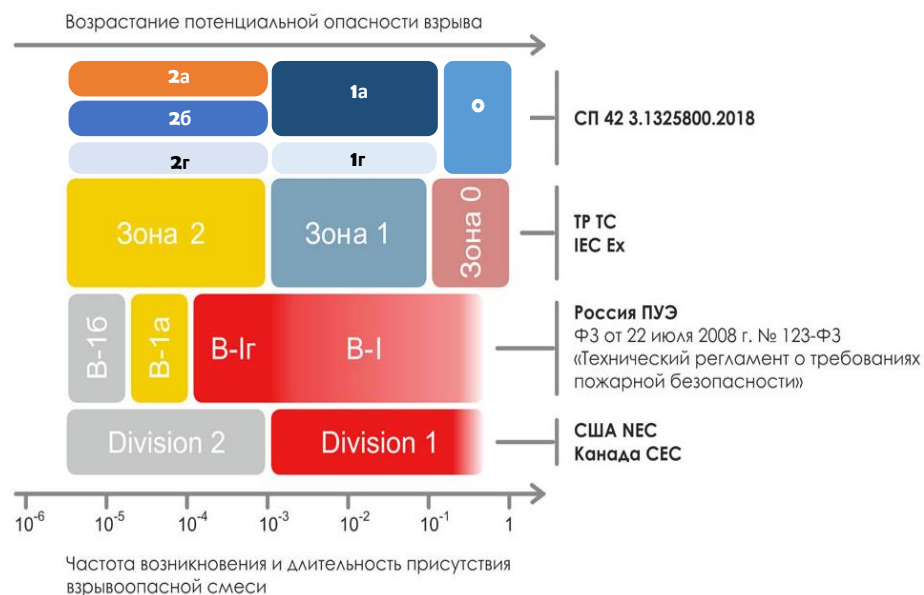 Возрастание потенциальной опасности взрыва
2а
1а
0
2б
2г
1г
СП 42 3.1325800.2018
Зона 2
Зона 1
Зона 0
ТР ТС
IEC Ex
В-1б
В-1а
В-Iг
В-I
Россия ПУЭ
ФЗ от 22 июля 2008 г. № 123-ФЗ
«Технический регламент о требованиях
пожарной безопасности»
Division 2
Division 1
США NEC
Канада CEC
10⁻⁶ 10⁻⁵ 10⁻⁴ 10⁻³ 10⁻² 10⁻¹ 1
Частота возникновения и длительность присутствия
взрывоопасной смеси